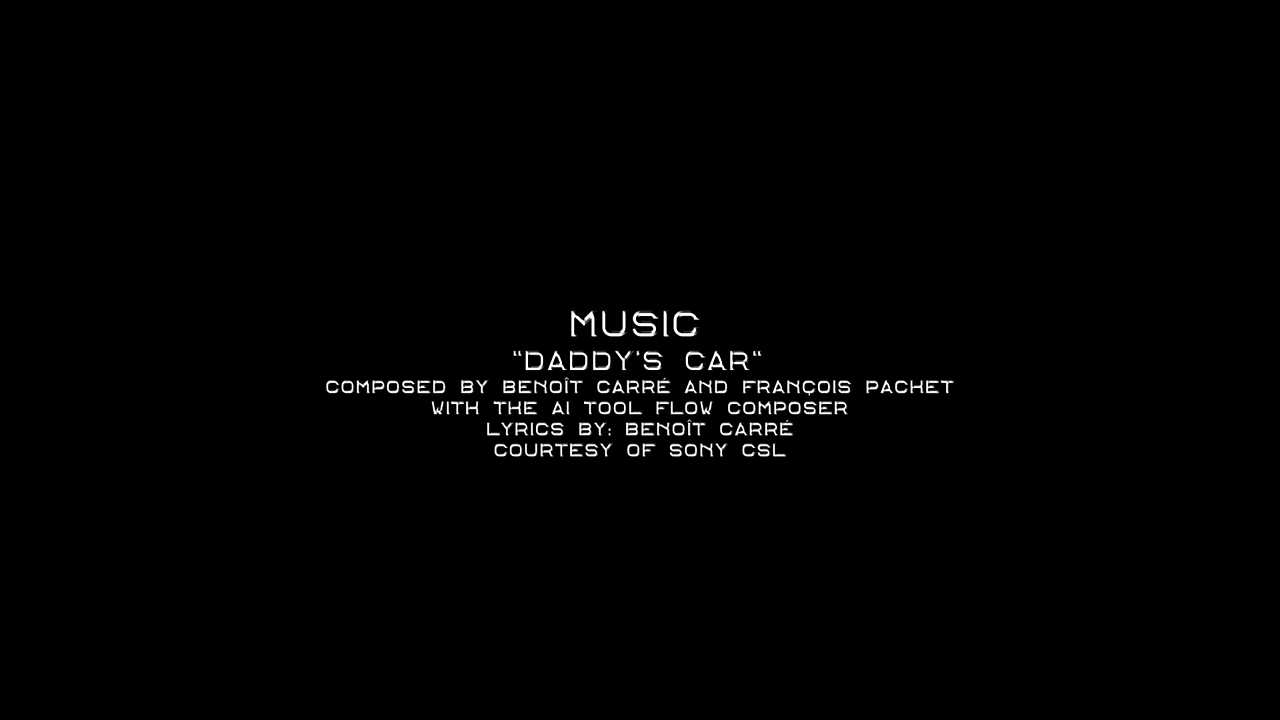 MUSIC
“DADDY'S CAR“
COMPOSED BY BENOÎT CARRÉ AND FRANÇOIS PACHET
WITH THE AI TOOL FLOW COMPOSER
LYRICS BY: BENOÎT CARRÉ
COURTESY OF SONY CSL